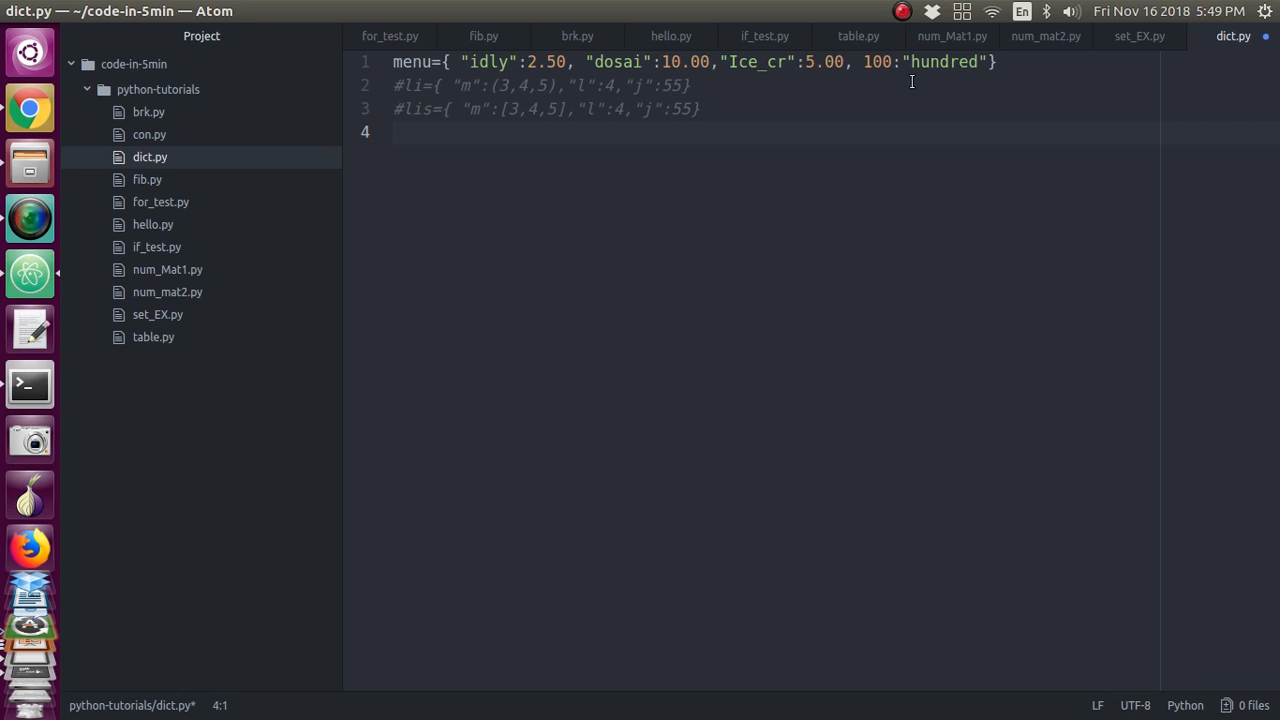 dict.py — ~/code-in-5min — Atom
En
Fri Nov 16 2018 5:49 PM
Project
for_test.py
fib.py
brk.py
hello.py
if_test.py
table.py
num_Mat1.py
num_mat2.py
set_EX.py
dict.py
code-in-5min
python-tutorials
brk.py
con.py
dict.py
fib.py
for_test.py
hello.py
if_test.py
num_Mat1.py
num_mat2.py
set_EX.py
table.py
1 menu={ "idly":2.50, "dosai":10.00,"Ice_cr":5.00, 100:"hundred"}
2 #li={ "m":(3,4,5),"l":4,"j":55}
3 #lis={ "m":[3,4,5],"l":4,"j":55}
4
python-tutorials/dict.py* 4:1
LF UTF-8 Python 0 files